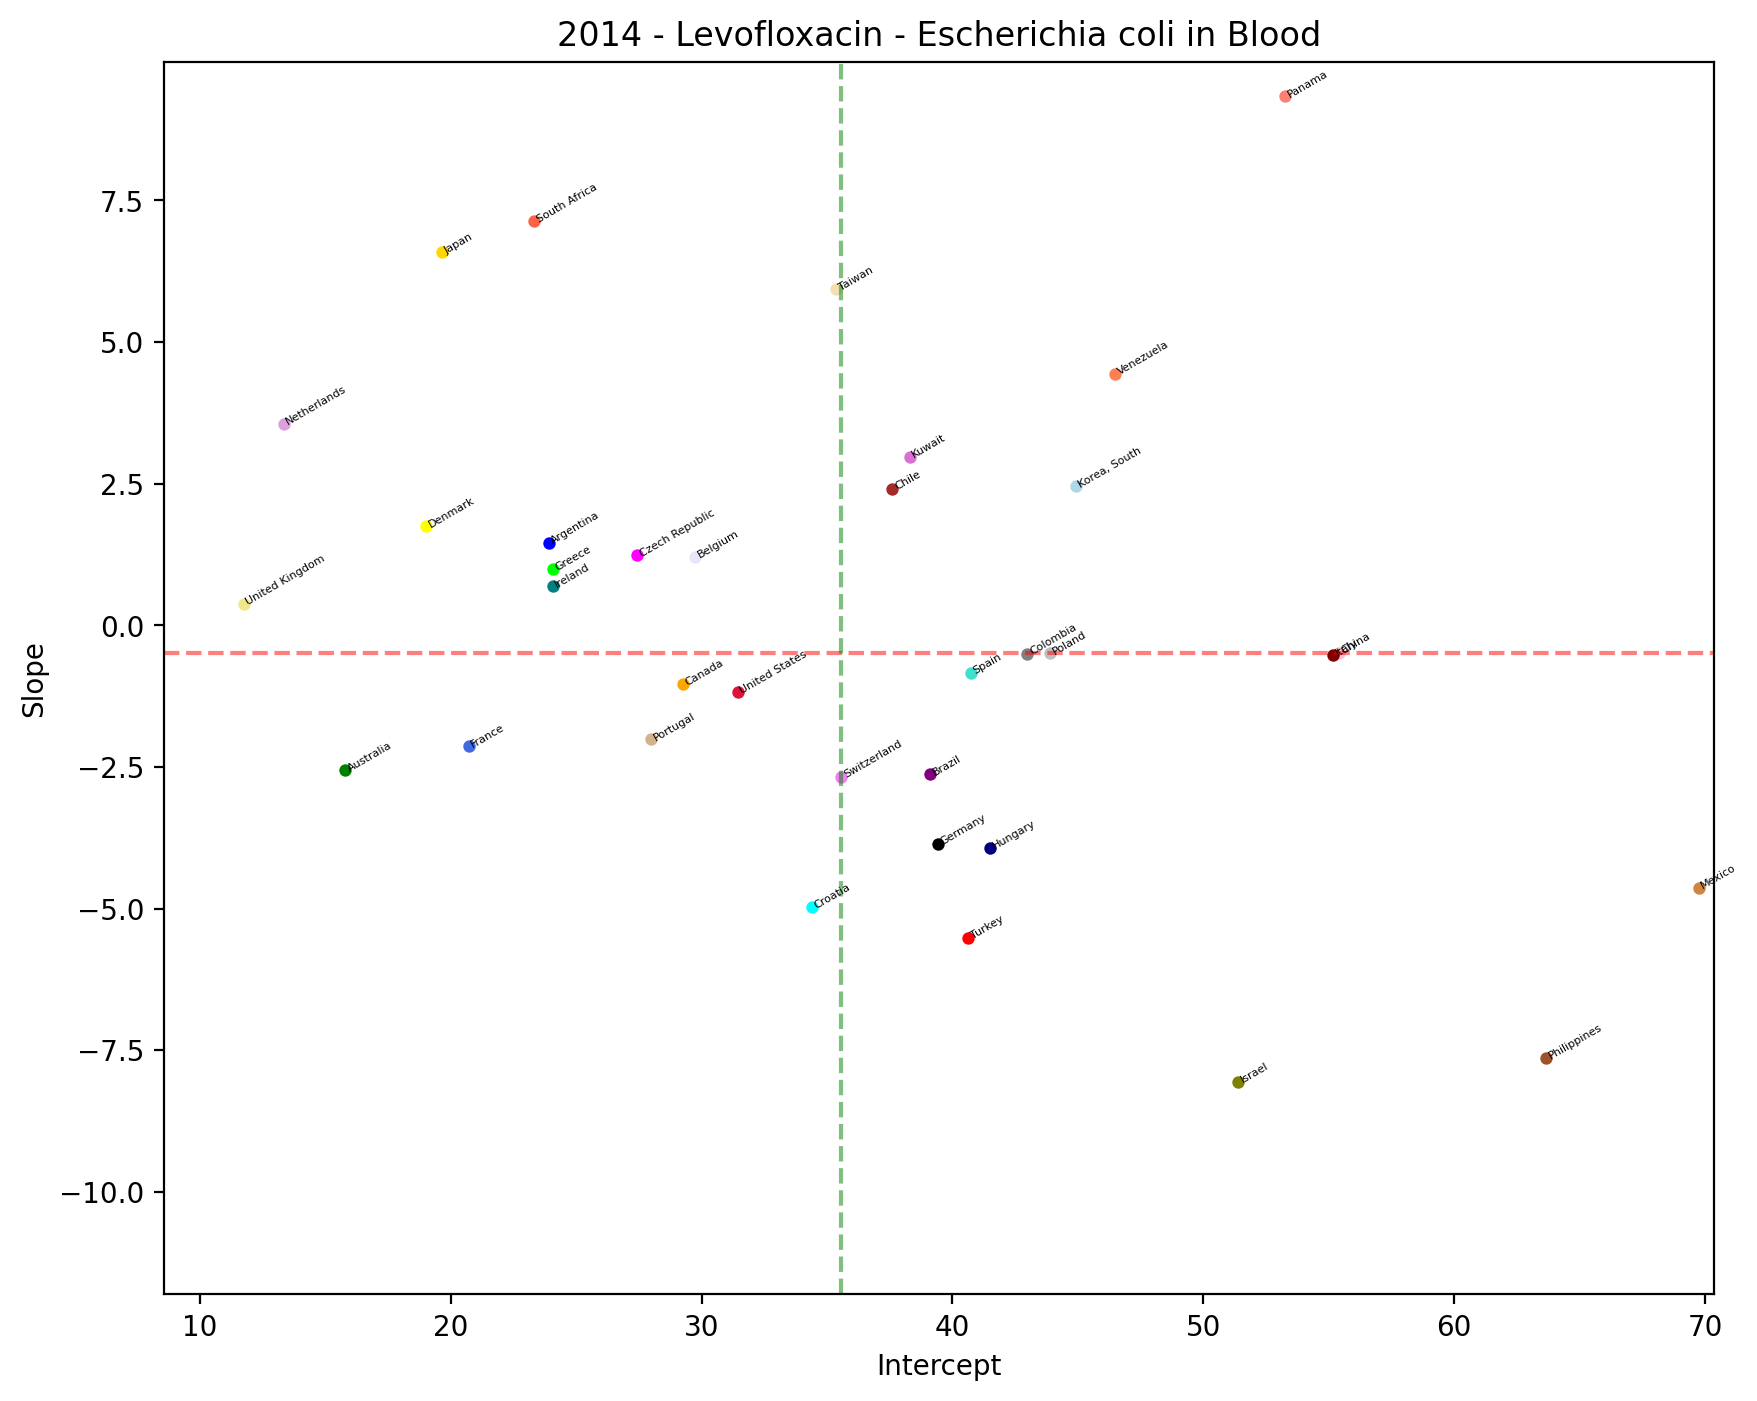 2014 - Levofloxacin - Escherichia coli in Blood
Panama
7.5
South Africa
Japan
Taiwan
5.0
Venezuela
Netherlands
Kuwait
Korea, South
2.5
Chile
Denmark
Argentina
Czech Republic
Belgium
Greece
Ireland
United Kingdom
0.0
Colombia
Poland
Italy
China
Spain
Canada
United States
Slope
Portugal
France
Australia
−2.5
Switzerland
Brazil
Germany
Hungary
Mexico
Croatia
−5.0
Turkey
−7.5
Philippines
Israel
−10.0
10 20 30 40 50 60 70
Intercept